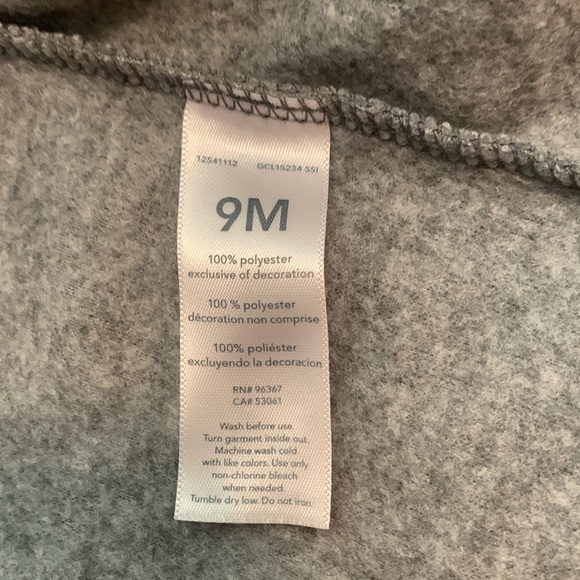 12541112 GCL15234 SS1
9M
100% polyester
exclusive of decoration
100 % polyester
décoration non comprise
100% poliéster
excluyendo la decoracion
RN# 96367
CA# 53061
Wash before use.
Turn garment inside out.
Machine wash cold
with like colors. Use only
non-chlorine bleach
when needed.
Tumble dry low. Do not iron.